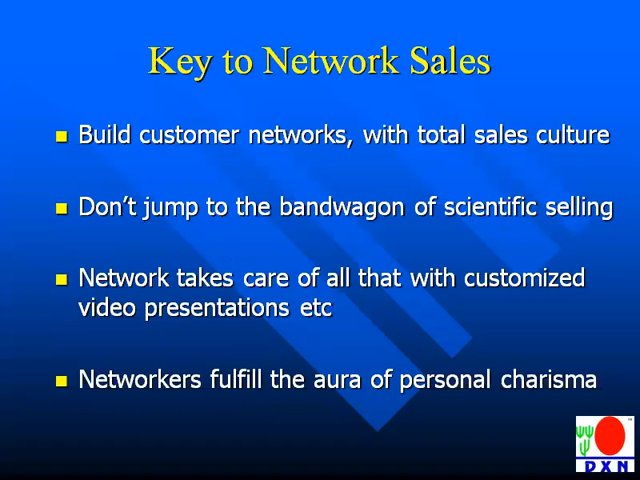 Key to Network Sales
Build customer networks, with total sales culture
Don't jump to the bandwagon of scientific selling
Network takes care of all that with customized
video presentations etc
Networkers fulfill the aura of personal charisma
DXN